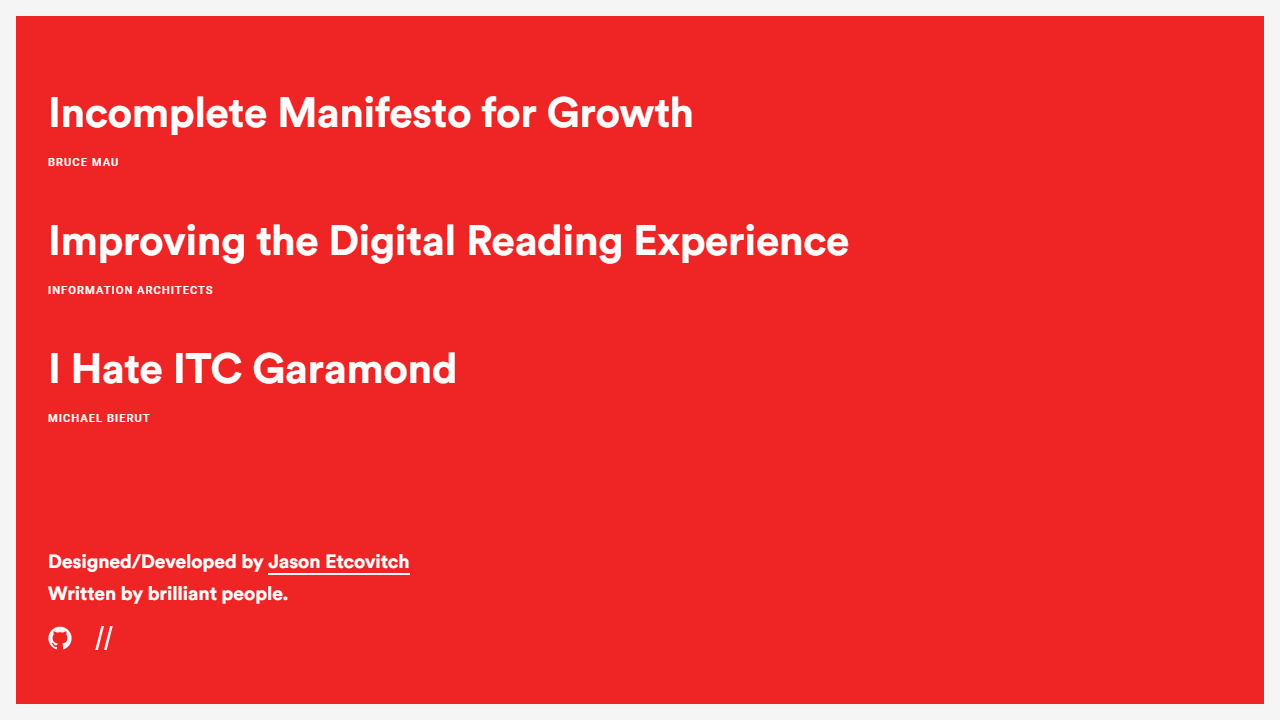 Incomplete Manifesto for Growth
BRUCE MAU
Improving the Digital Reading Experience
INFORMATION ARCHITECTS
I Hate ITC Garamond
MICHAEL BIERUT
Designed/Developed by Jason Etcovitch
Written by brilliant people.
//